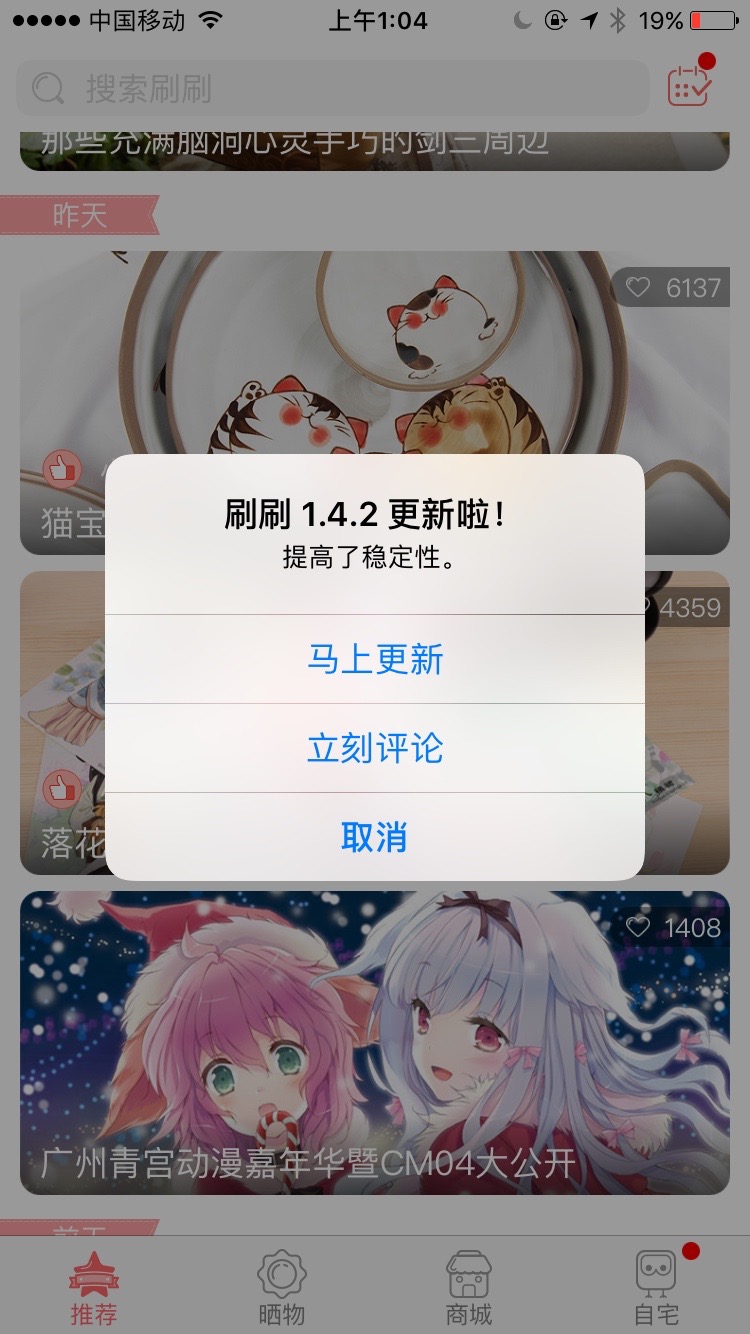 中国移动
上午1:04
19%
搜索刷刷
那些充满脑洞心灵手巧的剑三周边
昨天
6137
猫宝
刷刷 1.4.2 更新啦！
提高了稳定性。
4359
马上更新
立刻评论
落花
取消
1408
广州青宫动漫嘉年华暨CM04大公开
前天
推荐
晒物
商城
自宅